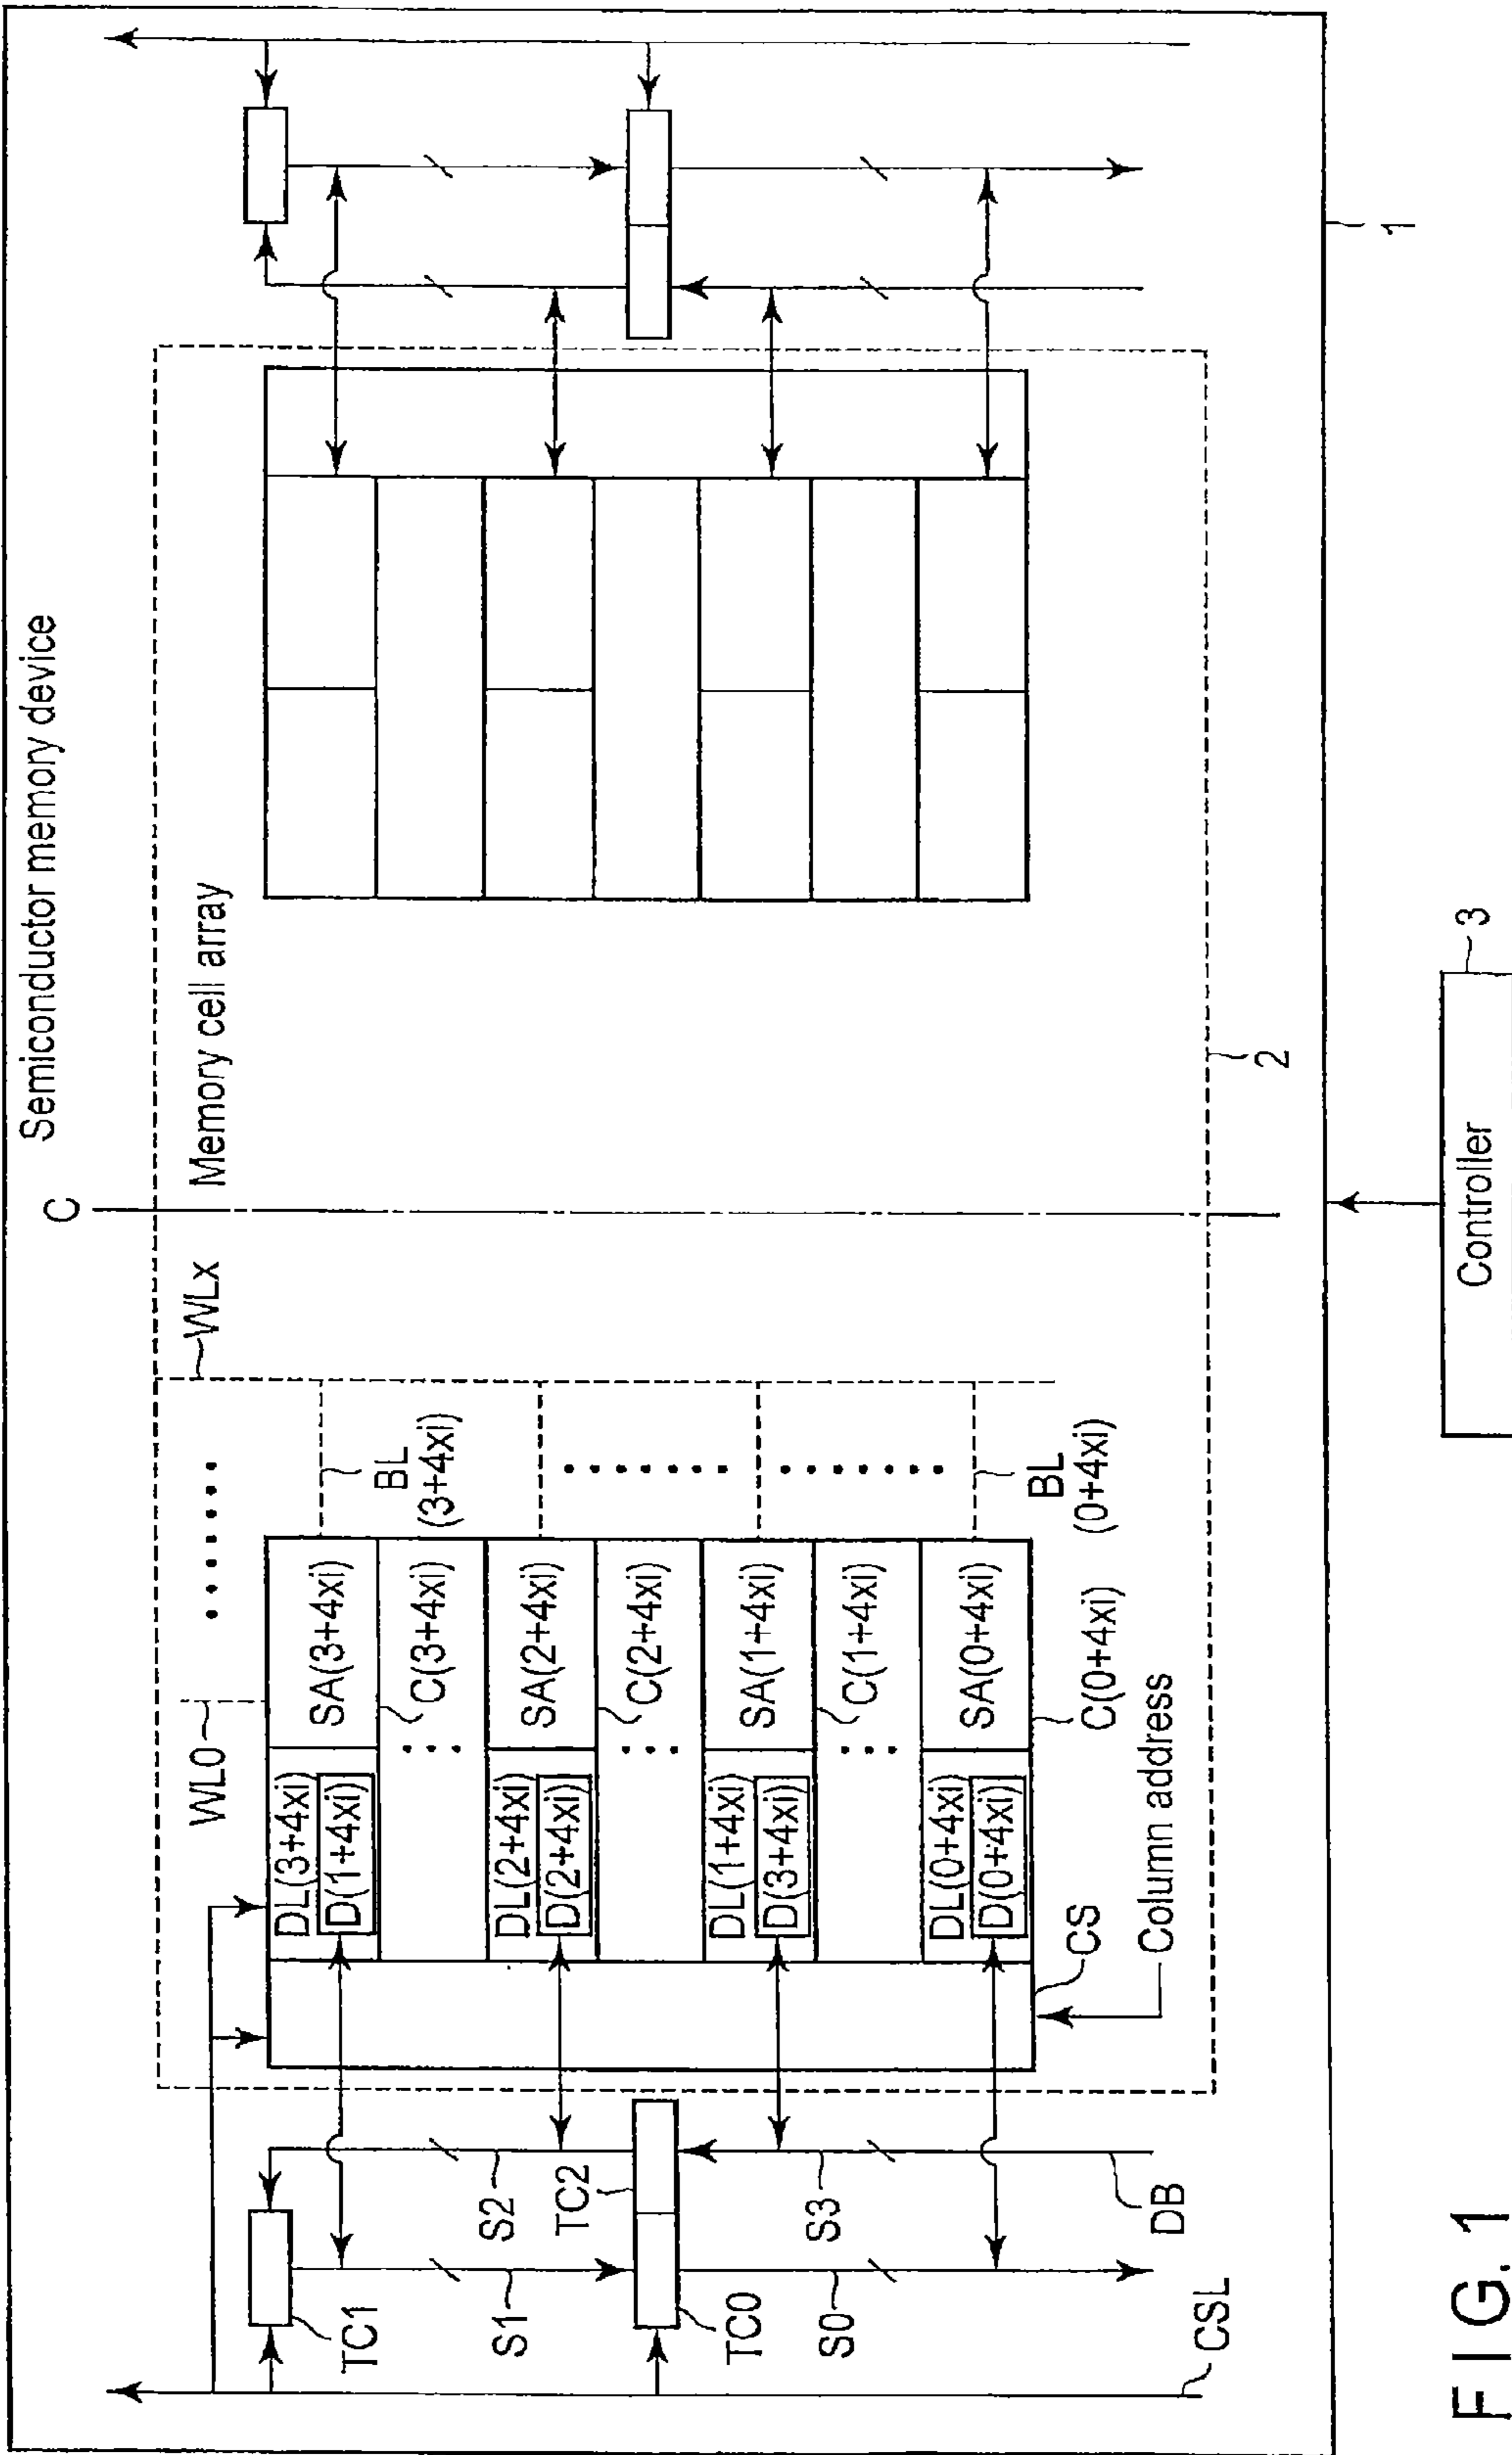 Semiconductor memory device
C
Memory cell array
WL0
WLx
DL(3+4xi)
D(1+4xi)
SA(3+4xi)
BL
(3+4xi)
C(3+4xi)
DL(2+4xi)
D(2+4xi)
SA(2+4xi)
C(2+4xi)
DL(1+4xi)
D(3+4xi)
SA(1+4xi)
C(1+4xi)
DL(0+4xi)
D(0+4xi)
SA(0+4xi)
BL
(0+4xi)
C(0+4xi)
CS
Column address
TC1
S1
S2
TC2
TC0
S0
S3
DB
CSL
1
2
Controller
3
FIG. 1